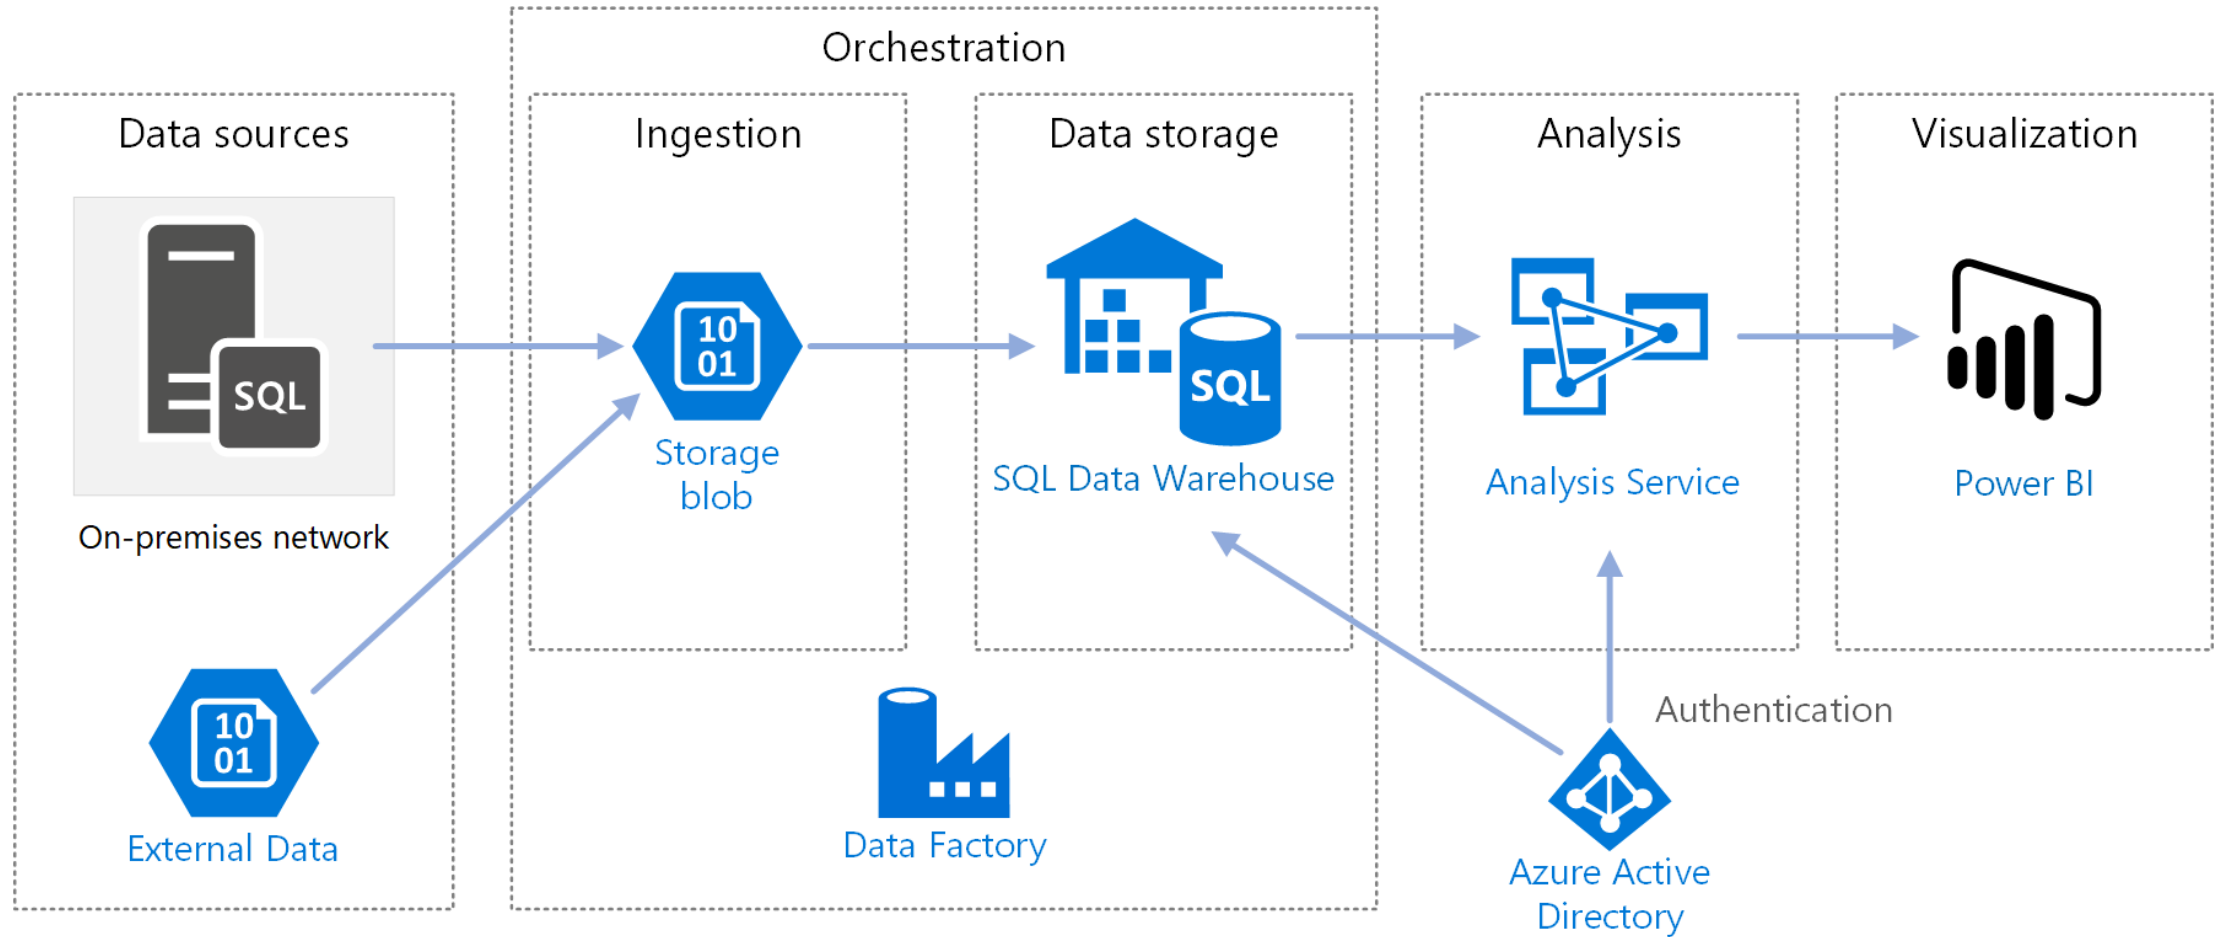 Orchestration
Data sources
Ingestion
Data storage
Analysis
Visualization
SQL
On-premises network
10
01
External Data
10
01
Storage
blob
SQL
SQL Data Warehouse
Data Factory
Analysis Service
Power BI
Authentication
Azure Active
Directory